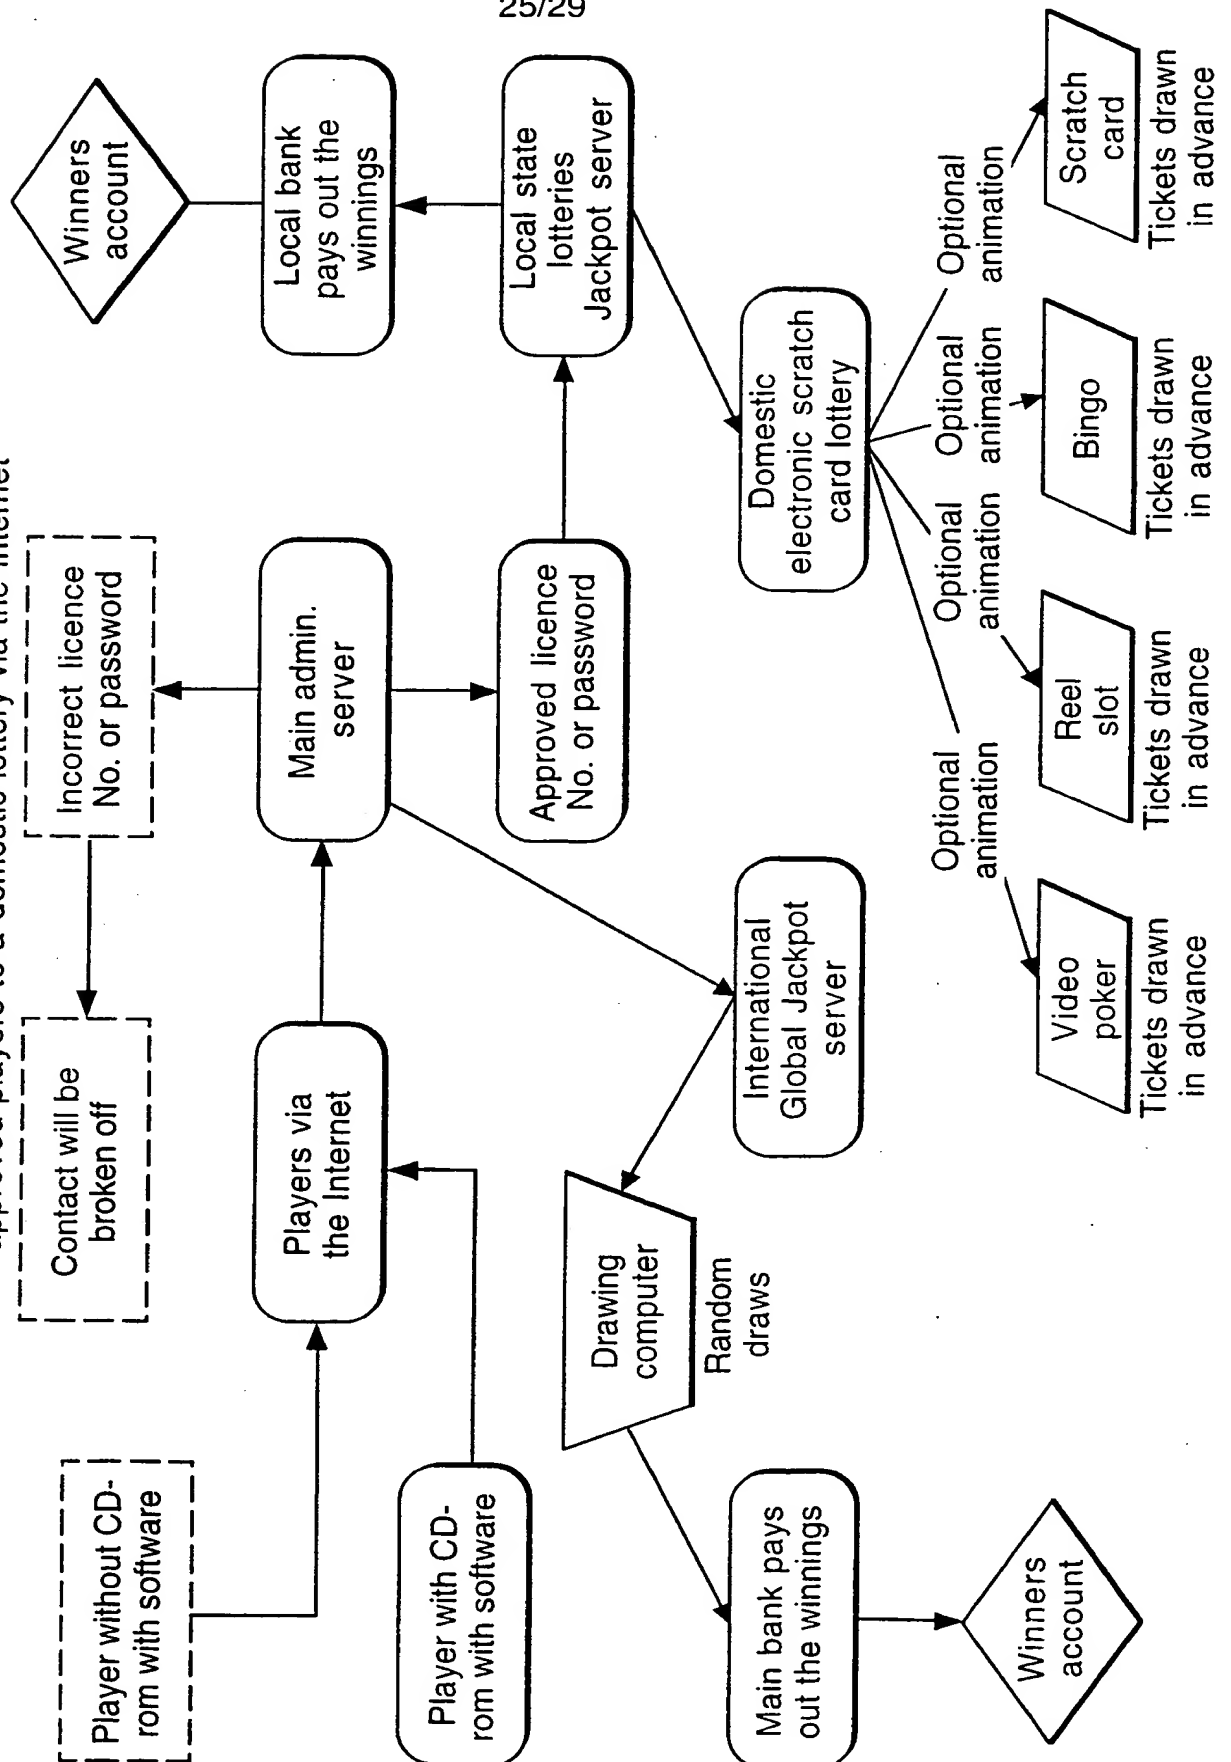 25/29
approved players to a domestic lottery via the Internet
Player without CD-
rom with software
Contact will be
broken off
Incorrect licence
No. or password
Winners
account
Players via
the Internet
Main admin.
server
Local bank
pays out the
winnings
Player with CD-
rom with software
Drawing
computer
Random
draws
Approved licence
No. or password
Local state
lotteries
Jackpot server
Main bank pays
out the winnings
International
Global Jackpot
server
Domestic
electronic scratch
card lottery
Optional
animation
Optional
animation
Optional
animation
Optional
animation
Winners
account
Video
poker
Tickets drawn
in advance
Reel
slot
Tickets drawn
in advance
Bingo
Tickets drawn
in advance
Scratch
card
Tickets drawn
in advance